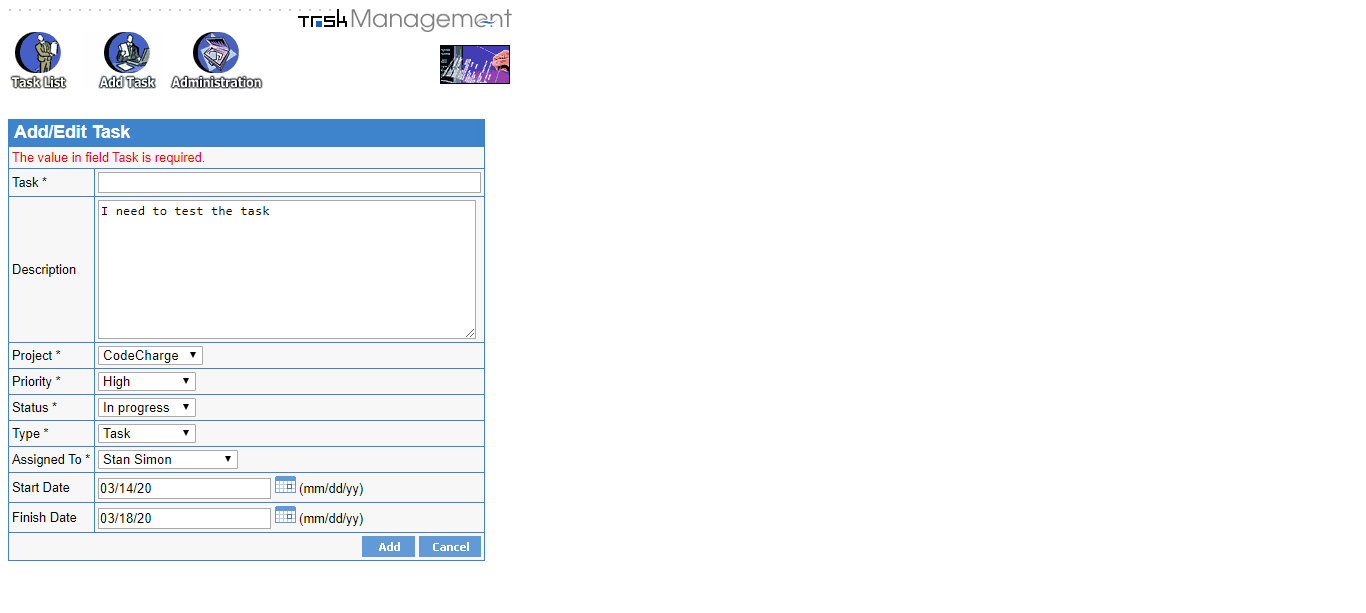 Task Management
Task List
Add Task
Administration
Add/Edit Task
The value in field Task is required.
Task *
Description
I need to test the task
Project * CodeCharge
Priority * High
Status * In progress
Type * Task
Assigned To * Stan Simon
Start Date 03/14/20 (mm/dd/yy)
Finish Date 03/18/20 (mm/dd/yy)
Add Cancel